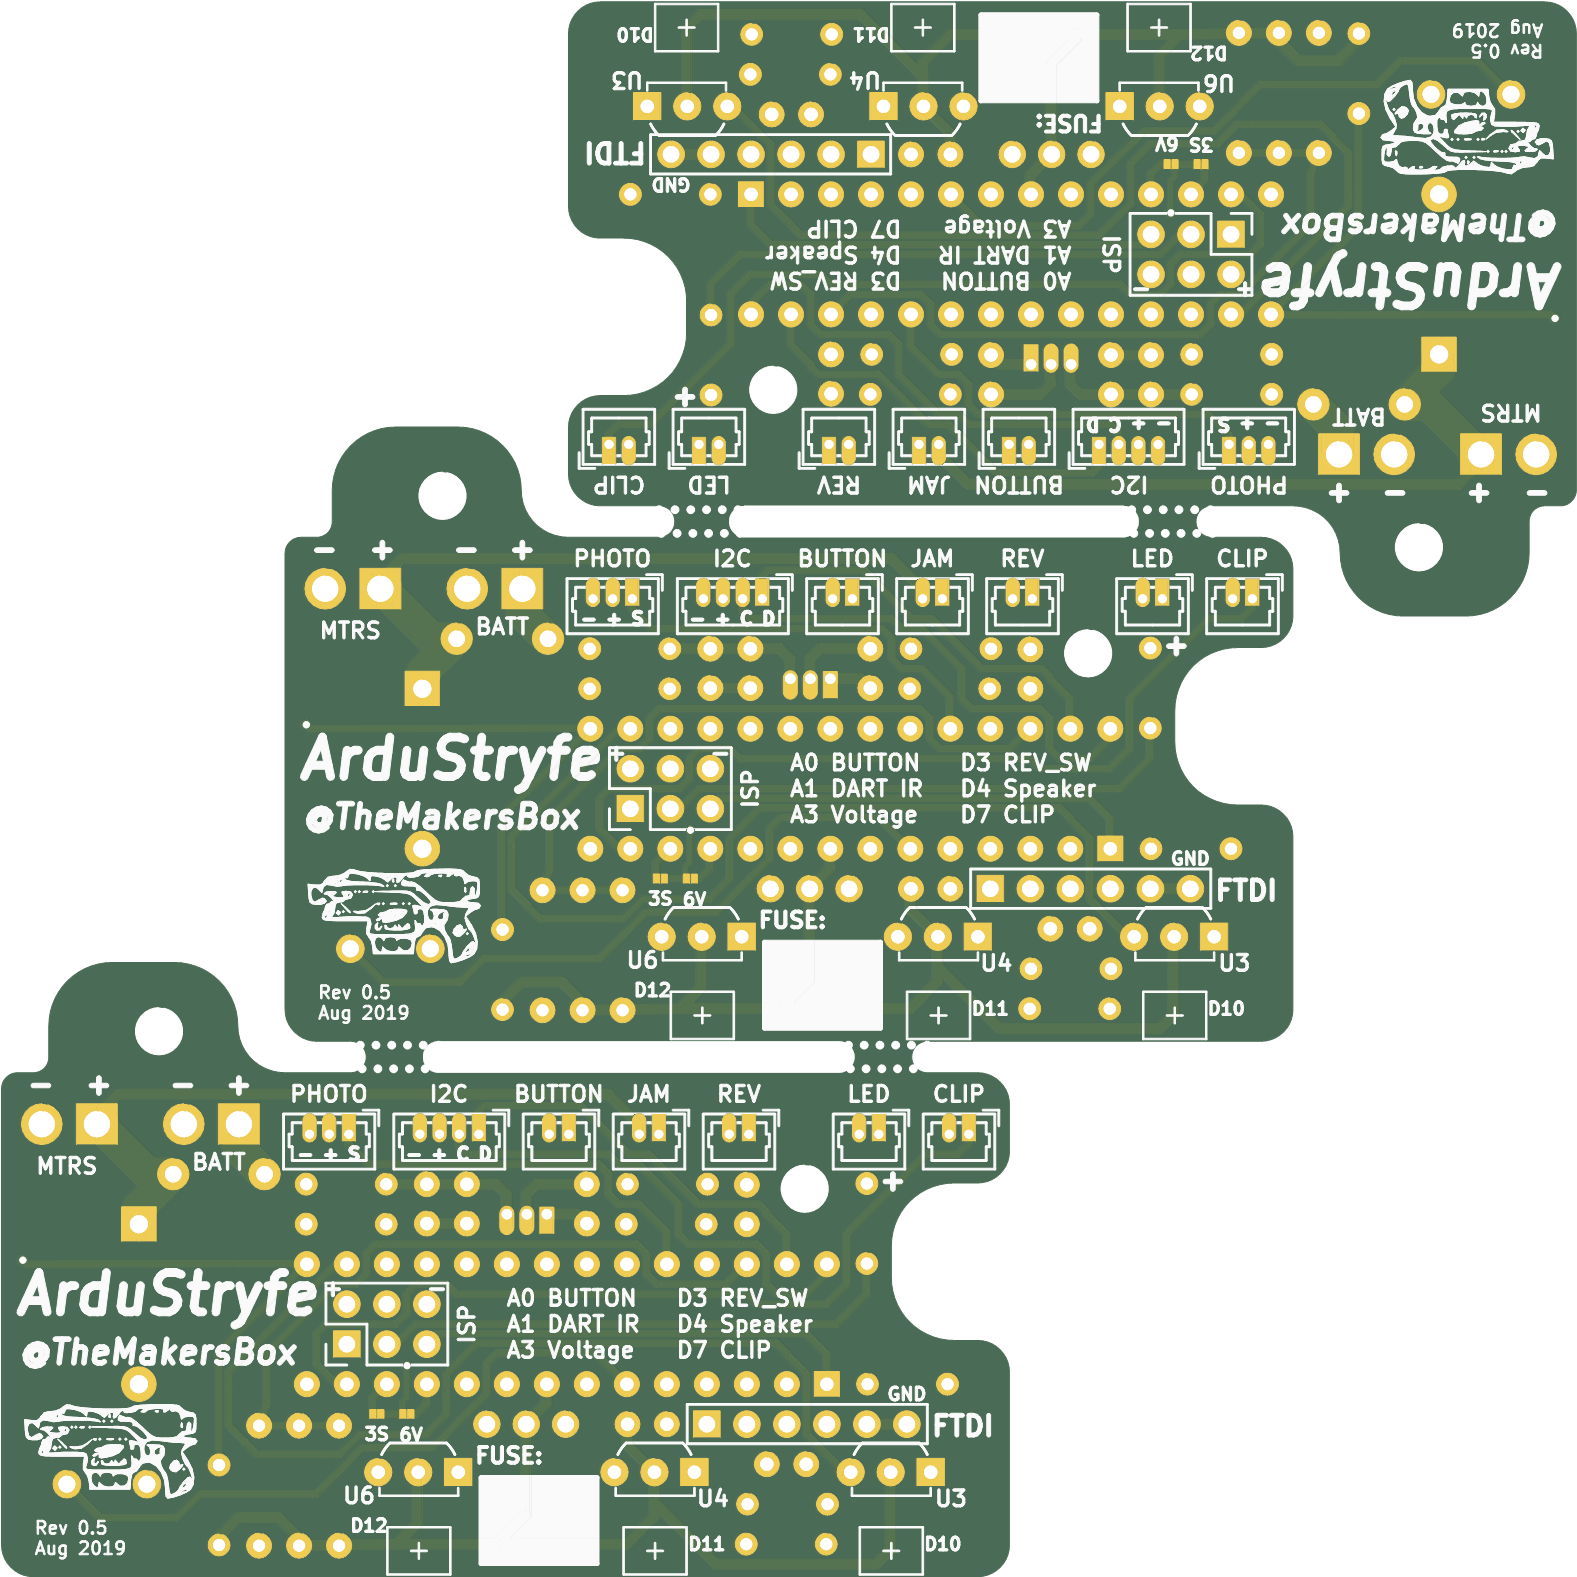 D10
D11
D12
Rev 0.5
Aug 2019
U3
U4
U6
FUSE:
FTDI
GND
6V
3S
@TheMakersBox
ArduStryfe
ISP
+
-
A0 BUTTON
A1 DART IR
A3 Voltage
D3 REV_SW
D4 Speaker
D7 CLIP
+
MTRS
BATT
- + S
- + C D
CLIP
LED
REV
JAM
BUTTON
I2C
PHOTO
+ - + -
- + - +
PHOTO I2C BUTTON JAM REV LED CLIP
MTRS BATT
- + S
- + C D
+
ArduStryfe
@TheMakersBox
+
-
ISP
A0 BUTTON D3 REV_SW
A1 DART IR D4 Speaker
A3 Voltage D7 CLIP
GND
FTDI
3S 6V
FUSE:
U6 U4 U3
Rev 0.5
Aug 2019
D12 D11 D10
- + - +
PHOTO I2C BUTTON JAM REV LED CLIP
MTRS BATT
- + S
- + C D
+
ArduStryfe
@TheMakersBox
+
-
ISP
A0 BUTTON D3 REV_SW
A1 DART IR D4 Speaker
A3 Voltage D7 CLIP
GND
FTDI
3S 6V
FUSE:
U6 U4 U3
Rev 0.5
Aug 2019
D12 D11 D10